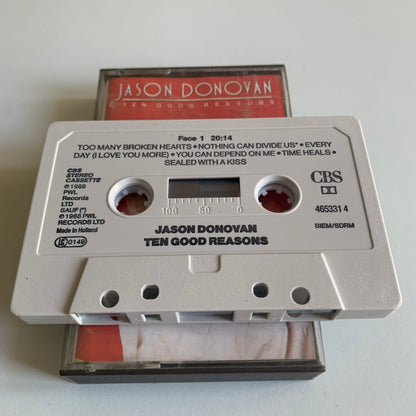 JASON DONOVAN
TEN GOOD REASONS
Face 1 20:14
TOO MANY BROKEN HEARTS • NOTHING CAN DIVIDE US* • EVERY
DAY (I LOVE YOU MORE) • YOU CAN DEPEND ON ME • TIME HEALS •
SEALED WITH A KISS
CBS
STEREO
CASSETTE
℗ 1989
PWL
Records
LTD
SAUF (*)
℗ 1988 PWL
RECORDS LTD
Made in Holland
0149
100 50 0
CBS
465331 4
BIEM/SDRM
JASON DONOVAN
TEN GOOD REASONS